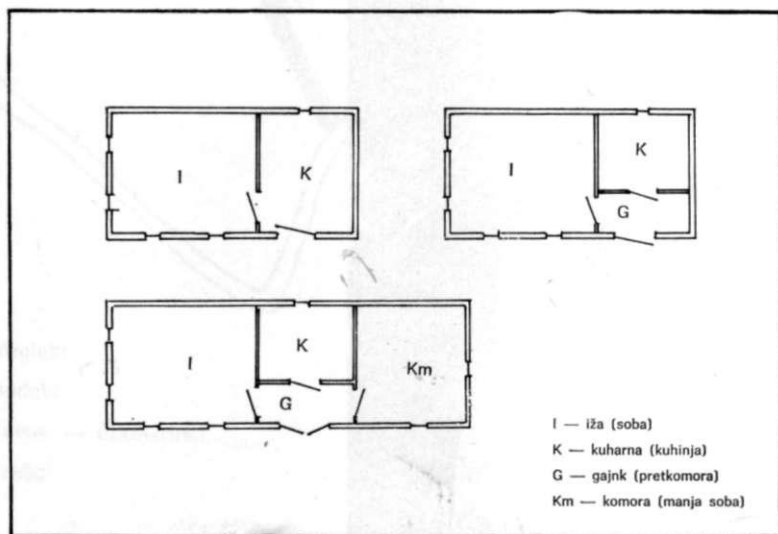 I
K
I
K
G
I
K
G
Km
I — iža (soba)
K — kuharna (kuhinja)
G — gajnk (pretkomora)
Km — komora (manja soba)